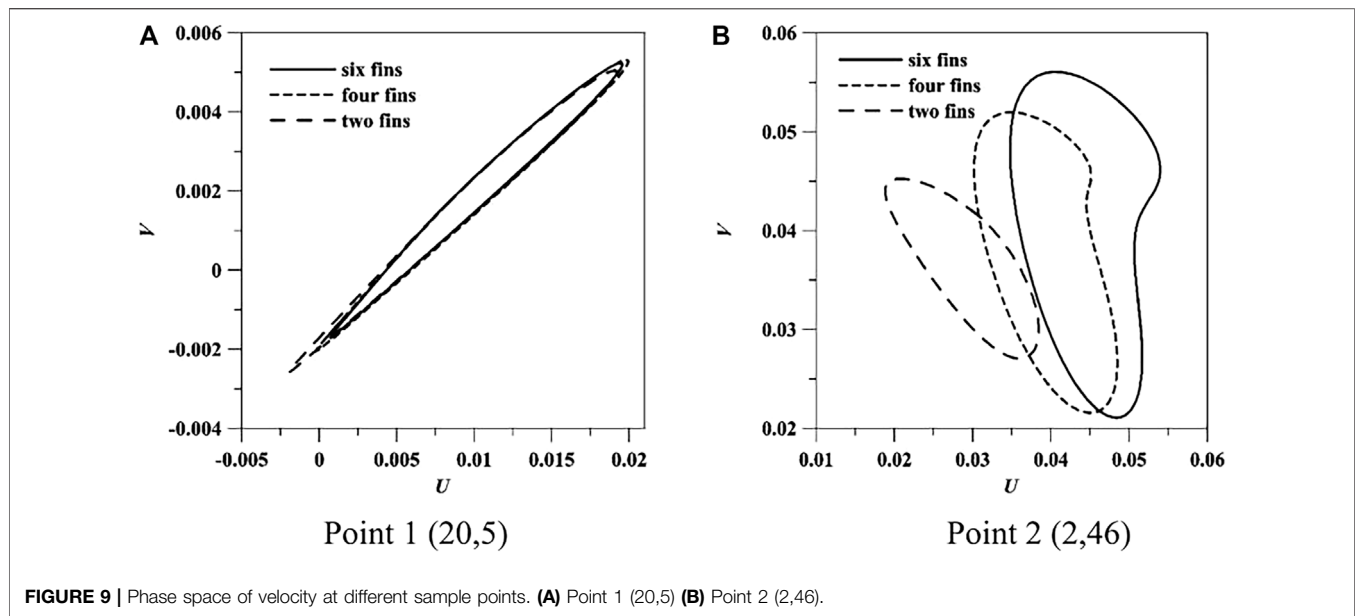 A
0.006
0.004
0.002
0
-0.002
-0.004
V
six fins
four fins
two fins
-0.005 0 0.005 0.01 0.015 0.02
U
Point 1 (20,5)
B
0.06
0.05
0.04
0.03
0.02
V
six fins
four fins
two fins
0.01 0.02 0.03 0.04 0.05 0.06
U
Point 2 (2,46)
FIGURE 9 | Phase space of velocity at different sample points. (A) Point 1 (20,5) (B) Point 2 (2,46).